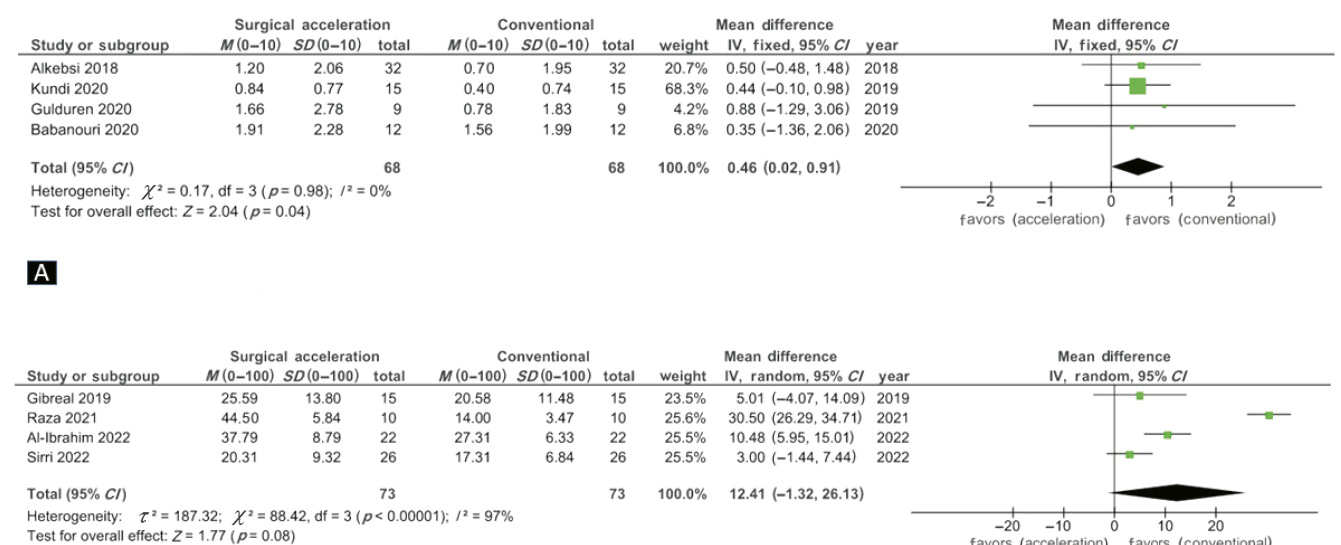 Surgical acceleration Conventional Mean difference Mean difference
Study or subgroup M (0–10) SD (0–10) total M (0–10) SD (0–10) total weight IV, fixed, 95% CI year IV, fixed, 95% CI
Alkebsi 2018 1.20 2.06 32 0.70 1.95 32 20.7% 0.50 (–0.48, 1.48) 2018
Kundi 2020 0.84 0.77 15 0.40 0.74 15 68.3% 0.44 (–0.10, 0.98) 2019
Gulduren 2020 1.66 2.78 9 0.78 1.83 9 4.2% 0.88 (–1.29, 3.06) 2019
Babanouri 2020 1.91 2.28 12 1.56 1.99 12 6.8% 0.35 (–1.36, 2.06) 2020
Total (95% CI) 68 68 100.0% 0.46 (0.02, 0.91)
Heterogeneity: χ² = 0.17, df = 3 (p = 0.98); I² = 0%
Test for overall effect: Z = 2.04 (p = 0.04)
–2 –1 0 1 2
favors (acceleration) favors (conventional)
A
Surgical acceleration Conventional Mean difference Mean difference
Study or subgroup M (0–100) SD (0–100) total M (0–100) SD (0–100) total weight IV, random, 95% CI year IV, random, 95% CI
Gibreal 2019 25.59 13.80 15 20.58 11.48 15 23.5% 5.01 (–4.07, 14.09) 2019
Raza 2021 44.50 5.84 10 14.00 3.47 10 25.6% 30.50 (26.29, 34.71) 2021
Al-Ibrahim 2022 37.79 8.79 22 27.31 6.33 22 25.5% 10.48 (5.95, 15.01) 2022
Sirri 2022 20.31 9.32 26 17.31 6.84 26 25.5% 3.00 (–1.44, 7.44) 2022
Total (95% CI) 73 73 100.0% 12.41 (–1.32, 26.13)
Heterogeneity: τ² = 187.32; χ² = 88.42, df = 3 (p < 0.00001); I² = 97%
Test for overall effect: Z = 1.77 (p = 0.08)
–20 –10 0 10 20
favors (acceleration) favors (conventional)